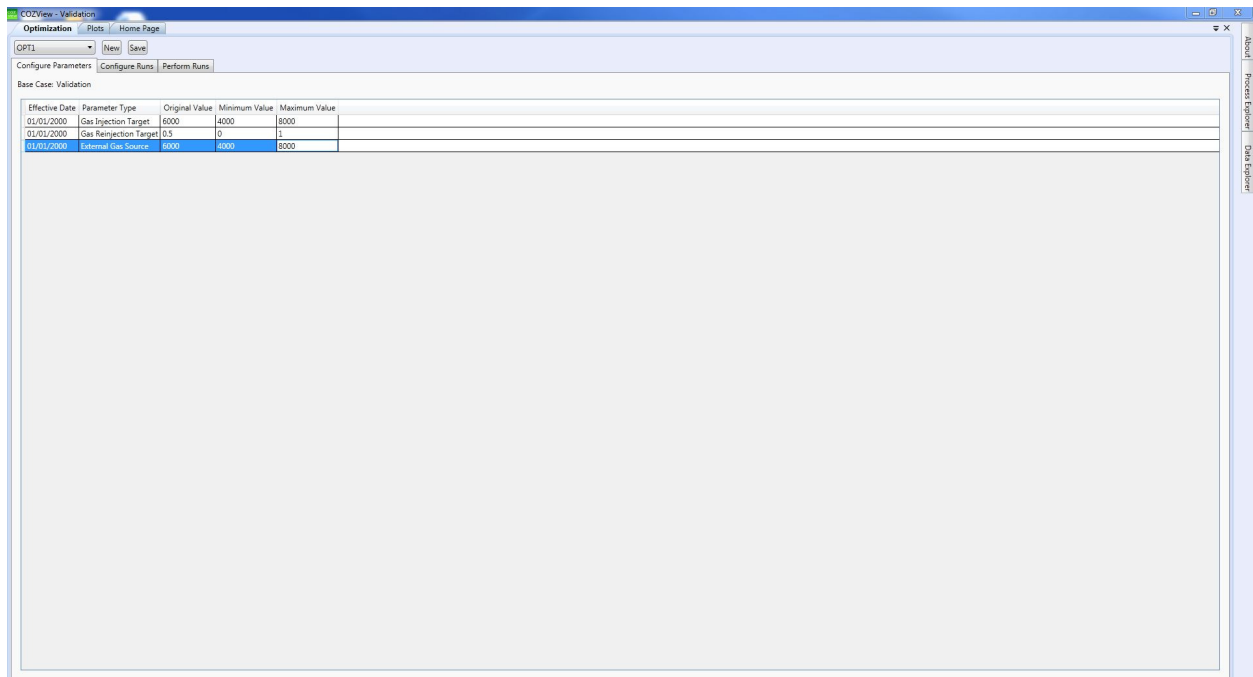 COZView - Validation
Optimization Plots Home Page
OPT1 New Save
Configure Parameters Configure Runs Perform Runs
Base Case: Validation
Effective Date Parameter Type Original Value Minimum Value Maximum Value
01/01/2000 Gas Injection Target 6000 4000 8000
01/01/2000 Gas Reinjection Target 0.5 0 1
01/01/2000 External Gas Source 6000 4000 8000
About
Process Explorer
Data Explorer